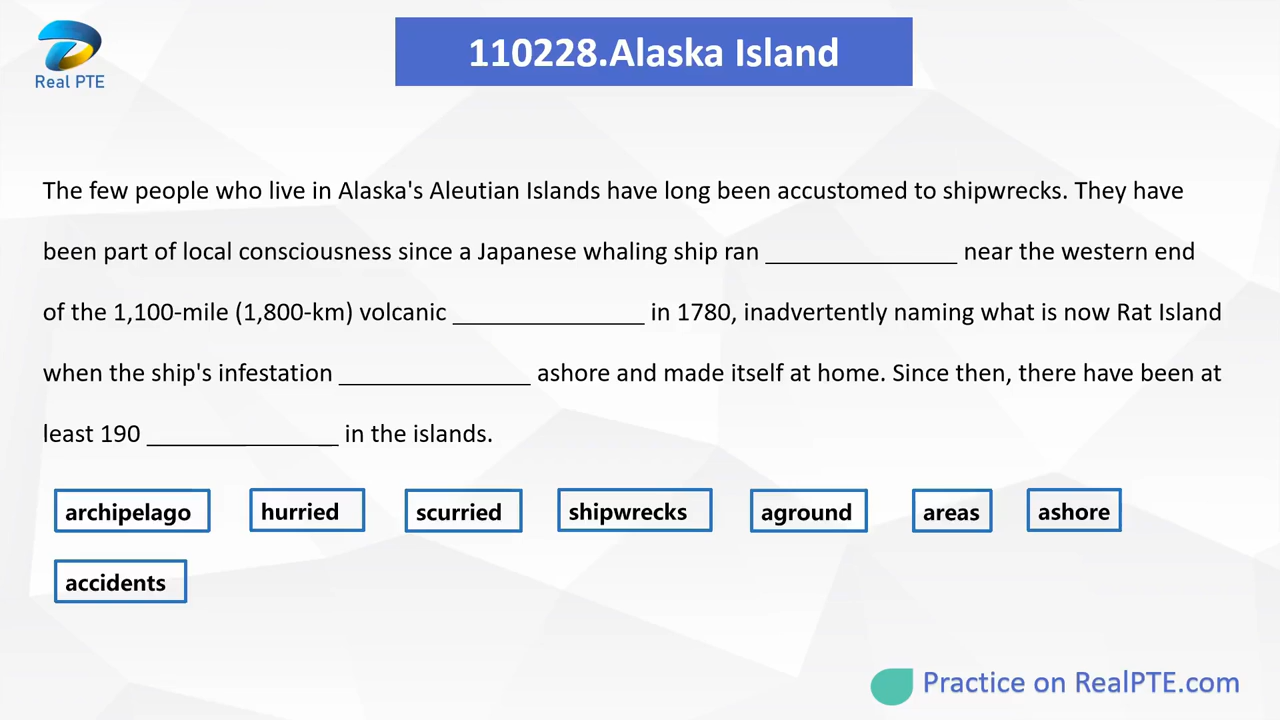 Real PTE
110228.Alaska Island
The few people who live in Alaska's Aleutian Islands have long been accustomed to shipwrecks. They have
been part of local consciousness since a Japanese whaling ship ran _______________ near the western end
of the 1,100-mile (1,800-km) volcanic _______________ in 1780, inadvertently naming what is now Rat Island
when the ship's infestation _______________ ashore and made itself at home. Since then, there have been at
least 190 _______________ in the islands.
archipelago hurried scurried shipwrecks aground areas ashore
accidents
Practice on RealPTE.com